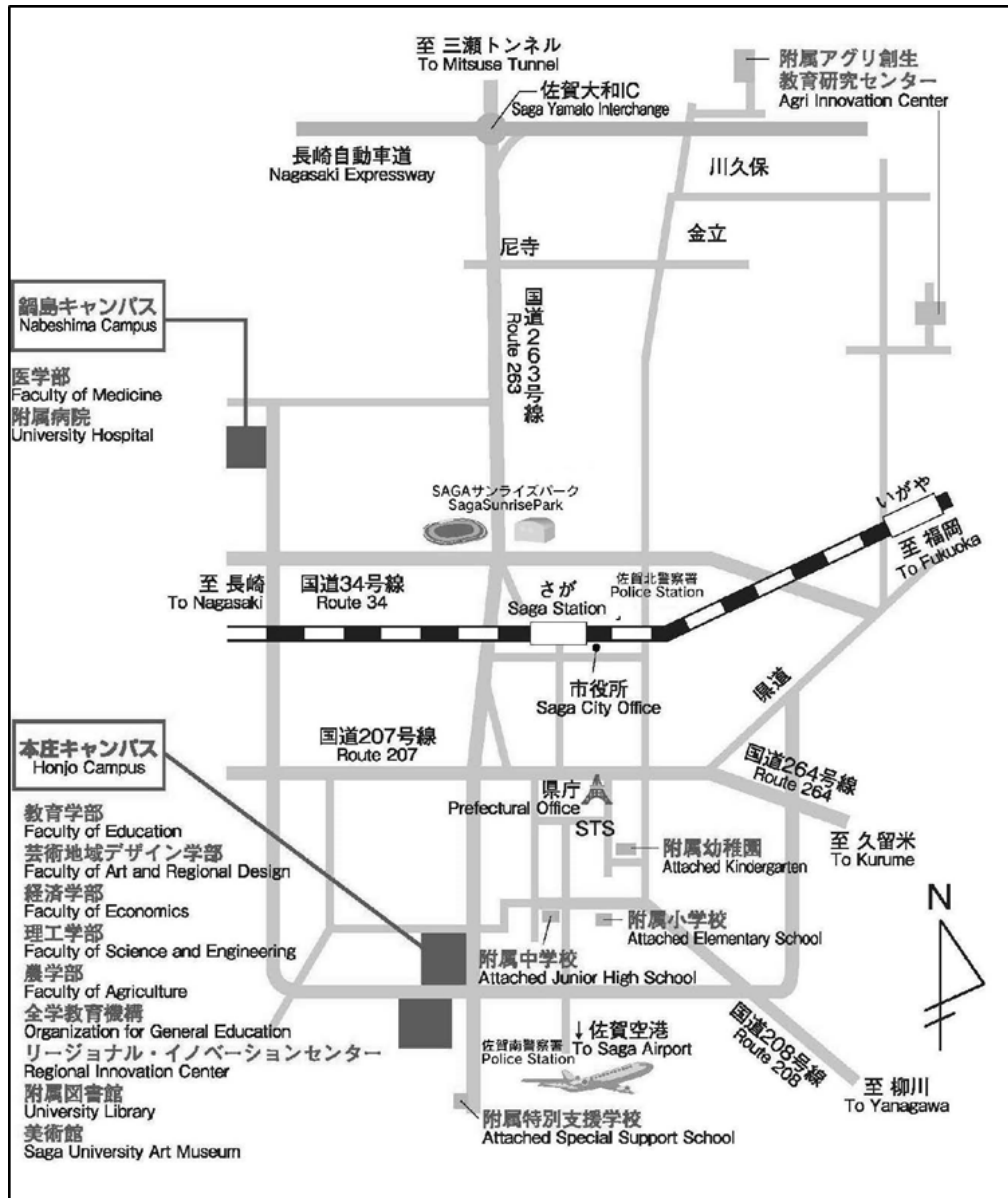 至 三瀬トンネル
To Mitsuse Tunnel
佐賀大和IC
Saga Yamato Interchange
附属アグリ創生
教育研究センター
Agri Innovation Center
長崎自動車道
Nagasaki Expressway
川久保
金立
尼寺
国道263号線
Route 263
鍋島キャンパス
Nabeshima Campus
医学部
Faculty of Medicine
附属病院
University Hospital
SAGAサンライズパーク
SagaSunrisePark
いがや
至 福岡
To Fukuoka
至 長崎
To Nagasaki
国道34号線
Route 34
さが
Saga Station
佐賀北警察署
Police Station
市役所
Saga City Office
県道
本庄キャンパス
Honjo Campus
国道207号線
Route 207
国道264号線
Route 264
県庁
Prefectural Office
STS
至 久留米
To Kurume
教育学部
Faculty of Education
芸術地域デザイン学部
Faculty of Art and Regional Design
経済学部
Faculty of Economics
理工学部
Faculty of Science and Engineering
農学部
Faculty of Agriculture
全学教育機構
Organization for General Education
リージョナル・イノベーションセンター
Regional Innovation Center
附属図書館
University Library
美術館
Saga University Art Museum
附属幼稚園
Attached Kindergarten
附属小学校
Attached Elementary School
附属中学校
Attached Junior High School
N
佐賀南警察署
Police Station
↓佐賀空港
To Saga Airport
国道208号線
Route 208
至 柳川
To Yanagawa
附属特別支援学校
Attached Special Support School